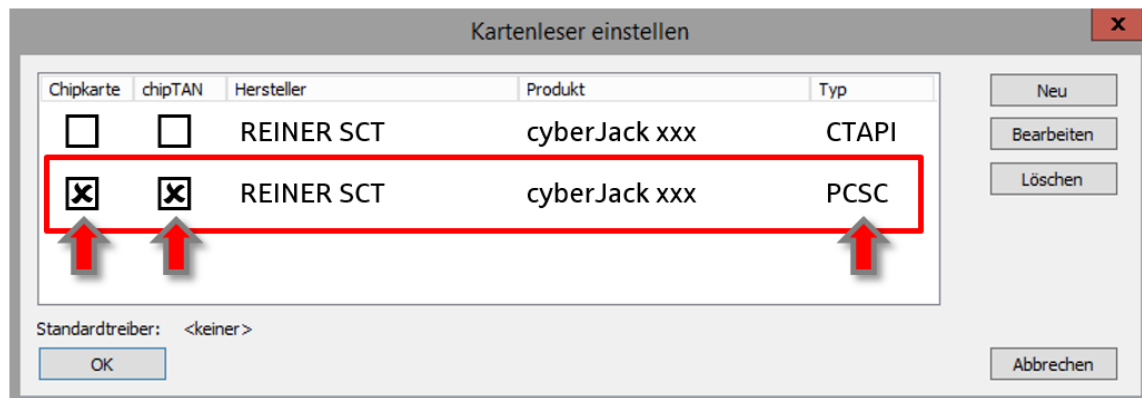 Kartenleser einstellen
Chipkarte chipTAN Hersteller Produkt Typ
Neu
REINER SCT cyberJack xxx CTAPI
Bearbeiten
REINER SCT cyberJack xxx PCSC
Löschen
Standardtreiber: <keiner>
OK
Abbrechen